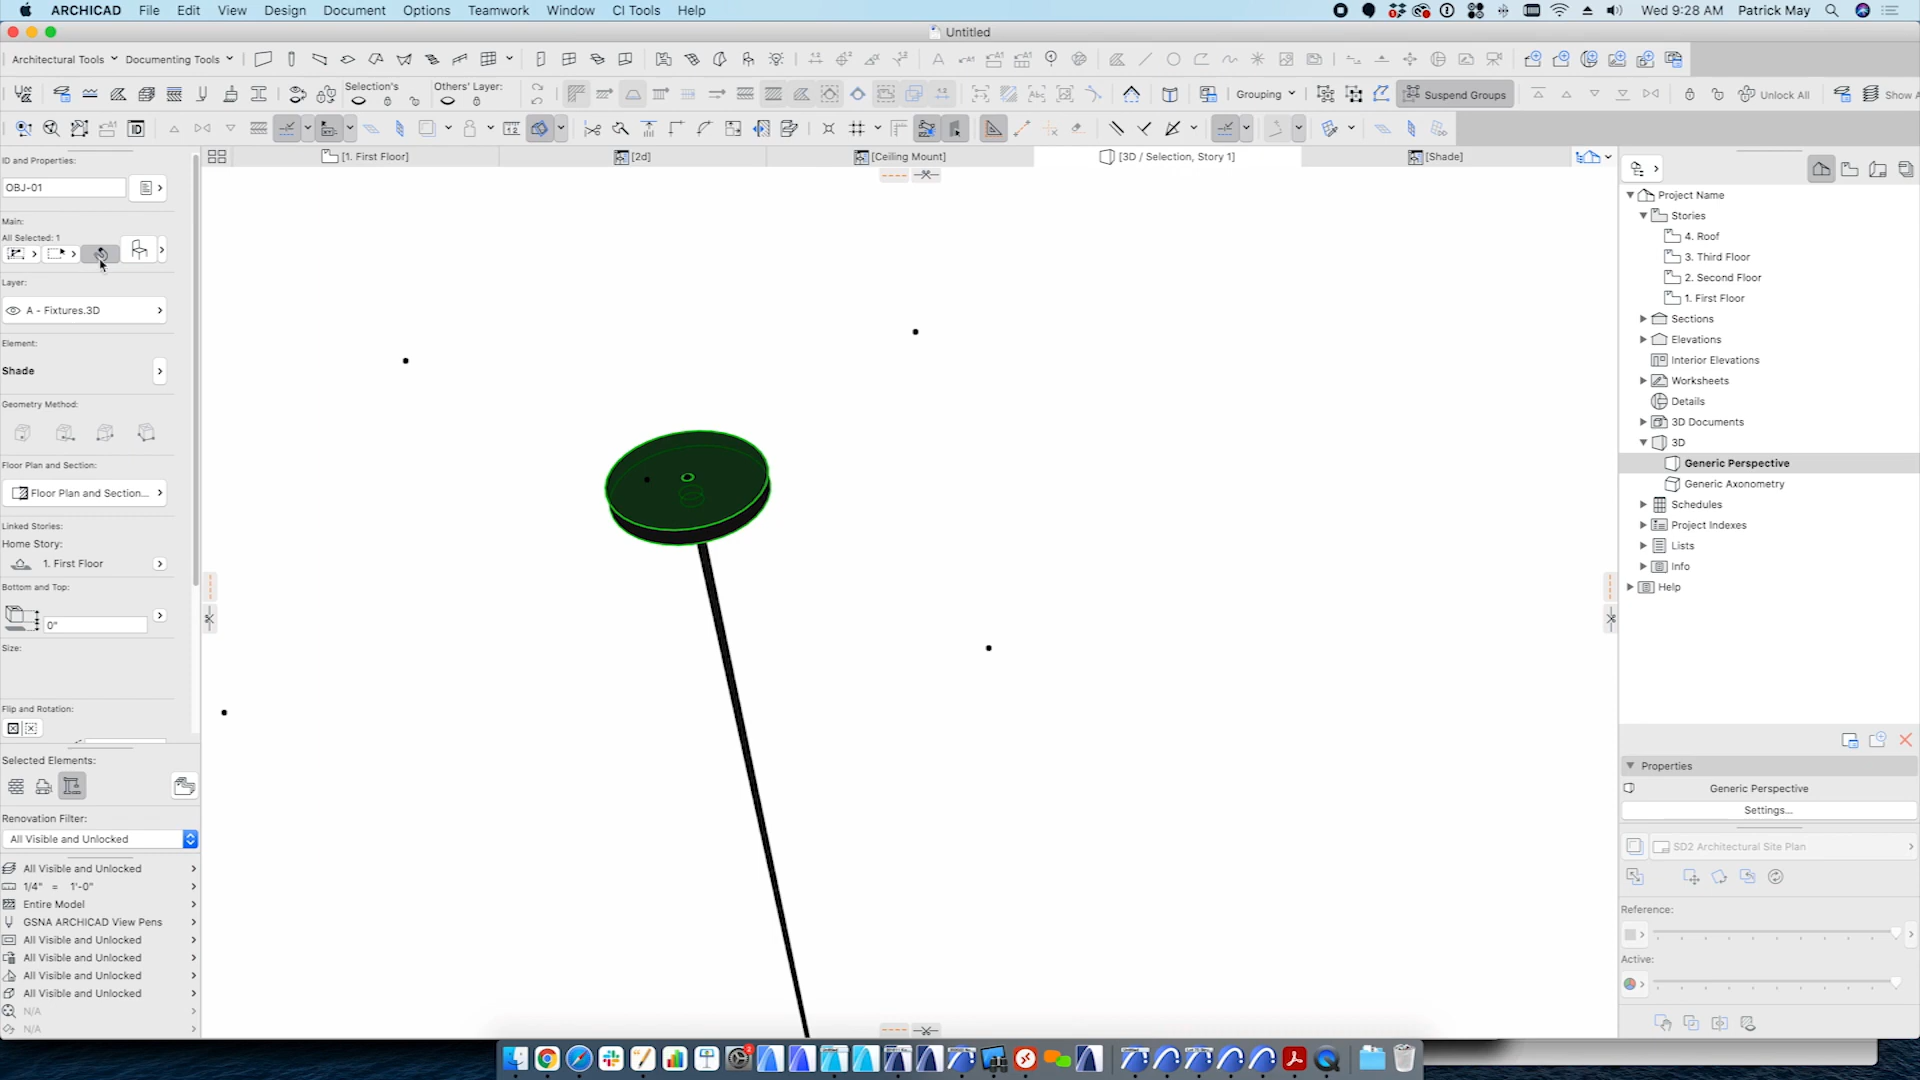 ARCHICAD File Edit View Design Document Options Teamwork Window CI Tools Help
Wed 9:28 AM Patrick May
Untitled
Architectural Tools Documenting Tools
Selection's
Others' Layer:
Grouping
Suspend Groups
Unlock All
Show
[1. First Floor]
[2d]
[Ceiling Mount]
[3D / Selection, Story 1]
[Shade]
ID and Properties:
OBJ-01
Main:
All Selected: 1
Layer:
A - Fixtures.3D
Element:
Shade
Geometry Method:
Floor Plan and Section:
Floor Plan and Section...
Linked Stories:
Home Story:
1. First Floor
Bottom and Top:
0"
Size:
Flip and Rotation:
Selected Elements:
Renovation Filter:
All Visible and Unlocked
All Visible and Unlocked
1/4" = 1'-0"
Entire Model
GSNA ARCHICAD View Pens
All Visible and Unlocked
All Visible and Unlocked
All Visible and Unlocked
All Visible and Unlocked
N/A
N/A
Project Name
Stories
4. Roof
3. Third Floor
2. Second Floor
1. First Floor
Sections
Elevations
Interior Elevations
Worksheets
Details
3D Documents
3D
Generic Perspective
Generic Axonometry
Schedules
Project Indexes
Lists
Info
Help
Properties
Generic Perspective
Settings...
SD2 Architectural Site Plan
Reference:
Active: